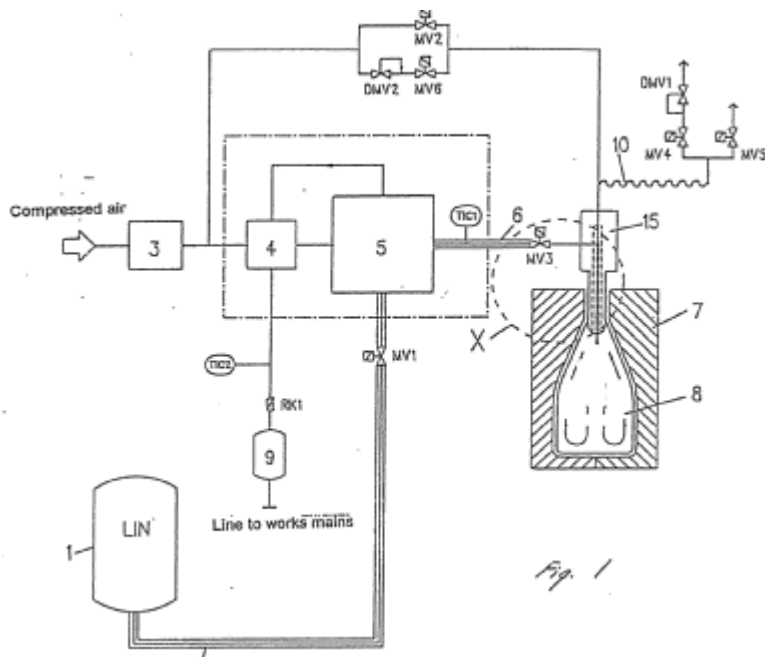 MV2
DMV2 MV6
DMV1
MV4
MV5
10
Compressed air
3
4
5
TIC1
6
MV3
15
7
X
8
TIC2
RK1
MV1
9
Line to works mains
1
LIN
Fig. 1